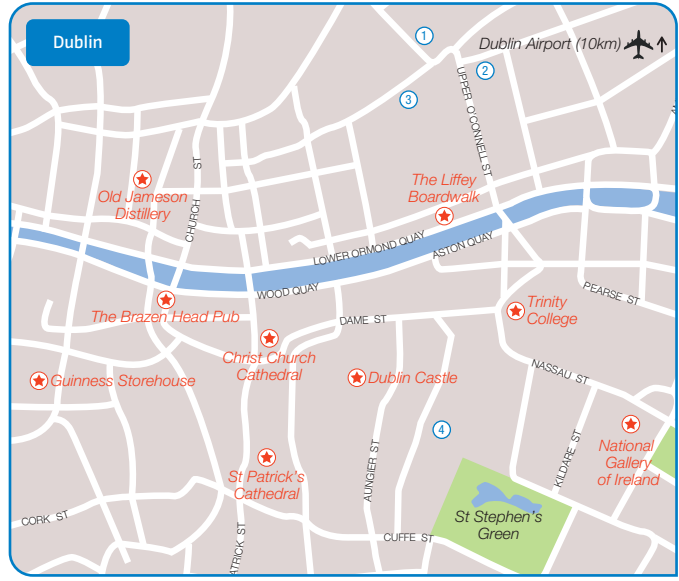 Dublin
1
Dublin Airport (10km)
2
3
UPPER O'CONNELL ST
CHURCH ST
Old Jameson
Distillery
The Liffey
Boardwalk
LOWER ORMOND QUAY
ASTON QUAY
WOOD QUAY
PEARSE ST
The Brazen Head Pub
DAME ST
Trinity
College
Christ Church
Cathedral
NASSAU ST
Guinness Storehouse
Dublin Castle
4
KILDARE ST
National
Gallery
of Ireland
AUNGIER ST
St Patrick's
Cathedral
St Stephen's
Green
CORK ST
ATRICK ST
CUFFE ST